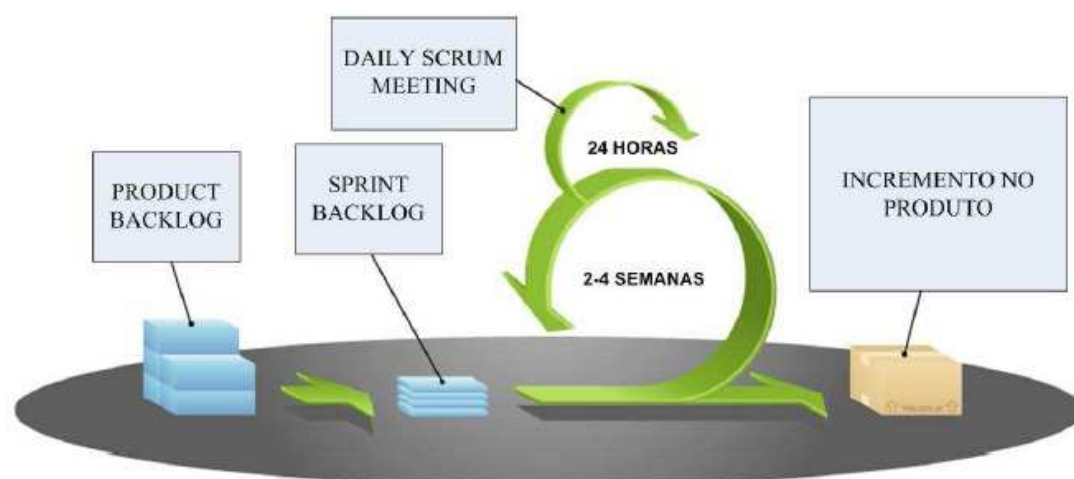 DAILY SCRUM
MEETING
24 HORAS
PRODUCT
BACKLOG
SPRINT
BACKLOG
INCREMENTO NO
PRODUTO
2-4 SEMANAS